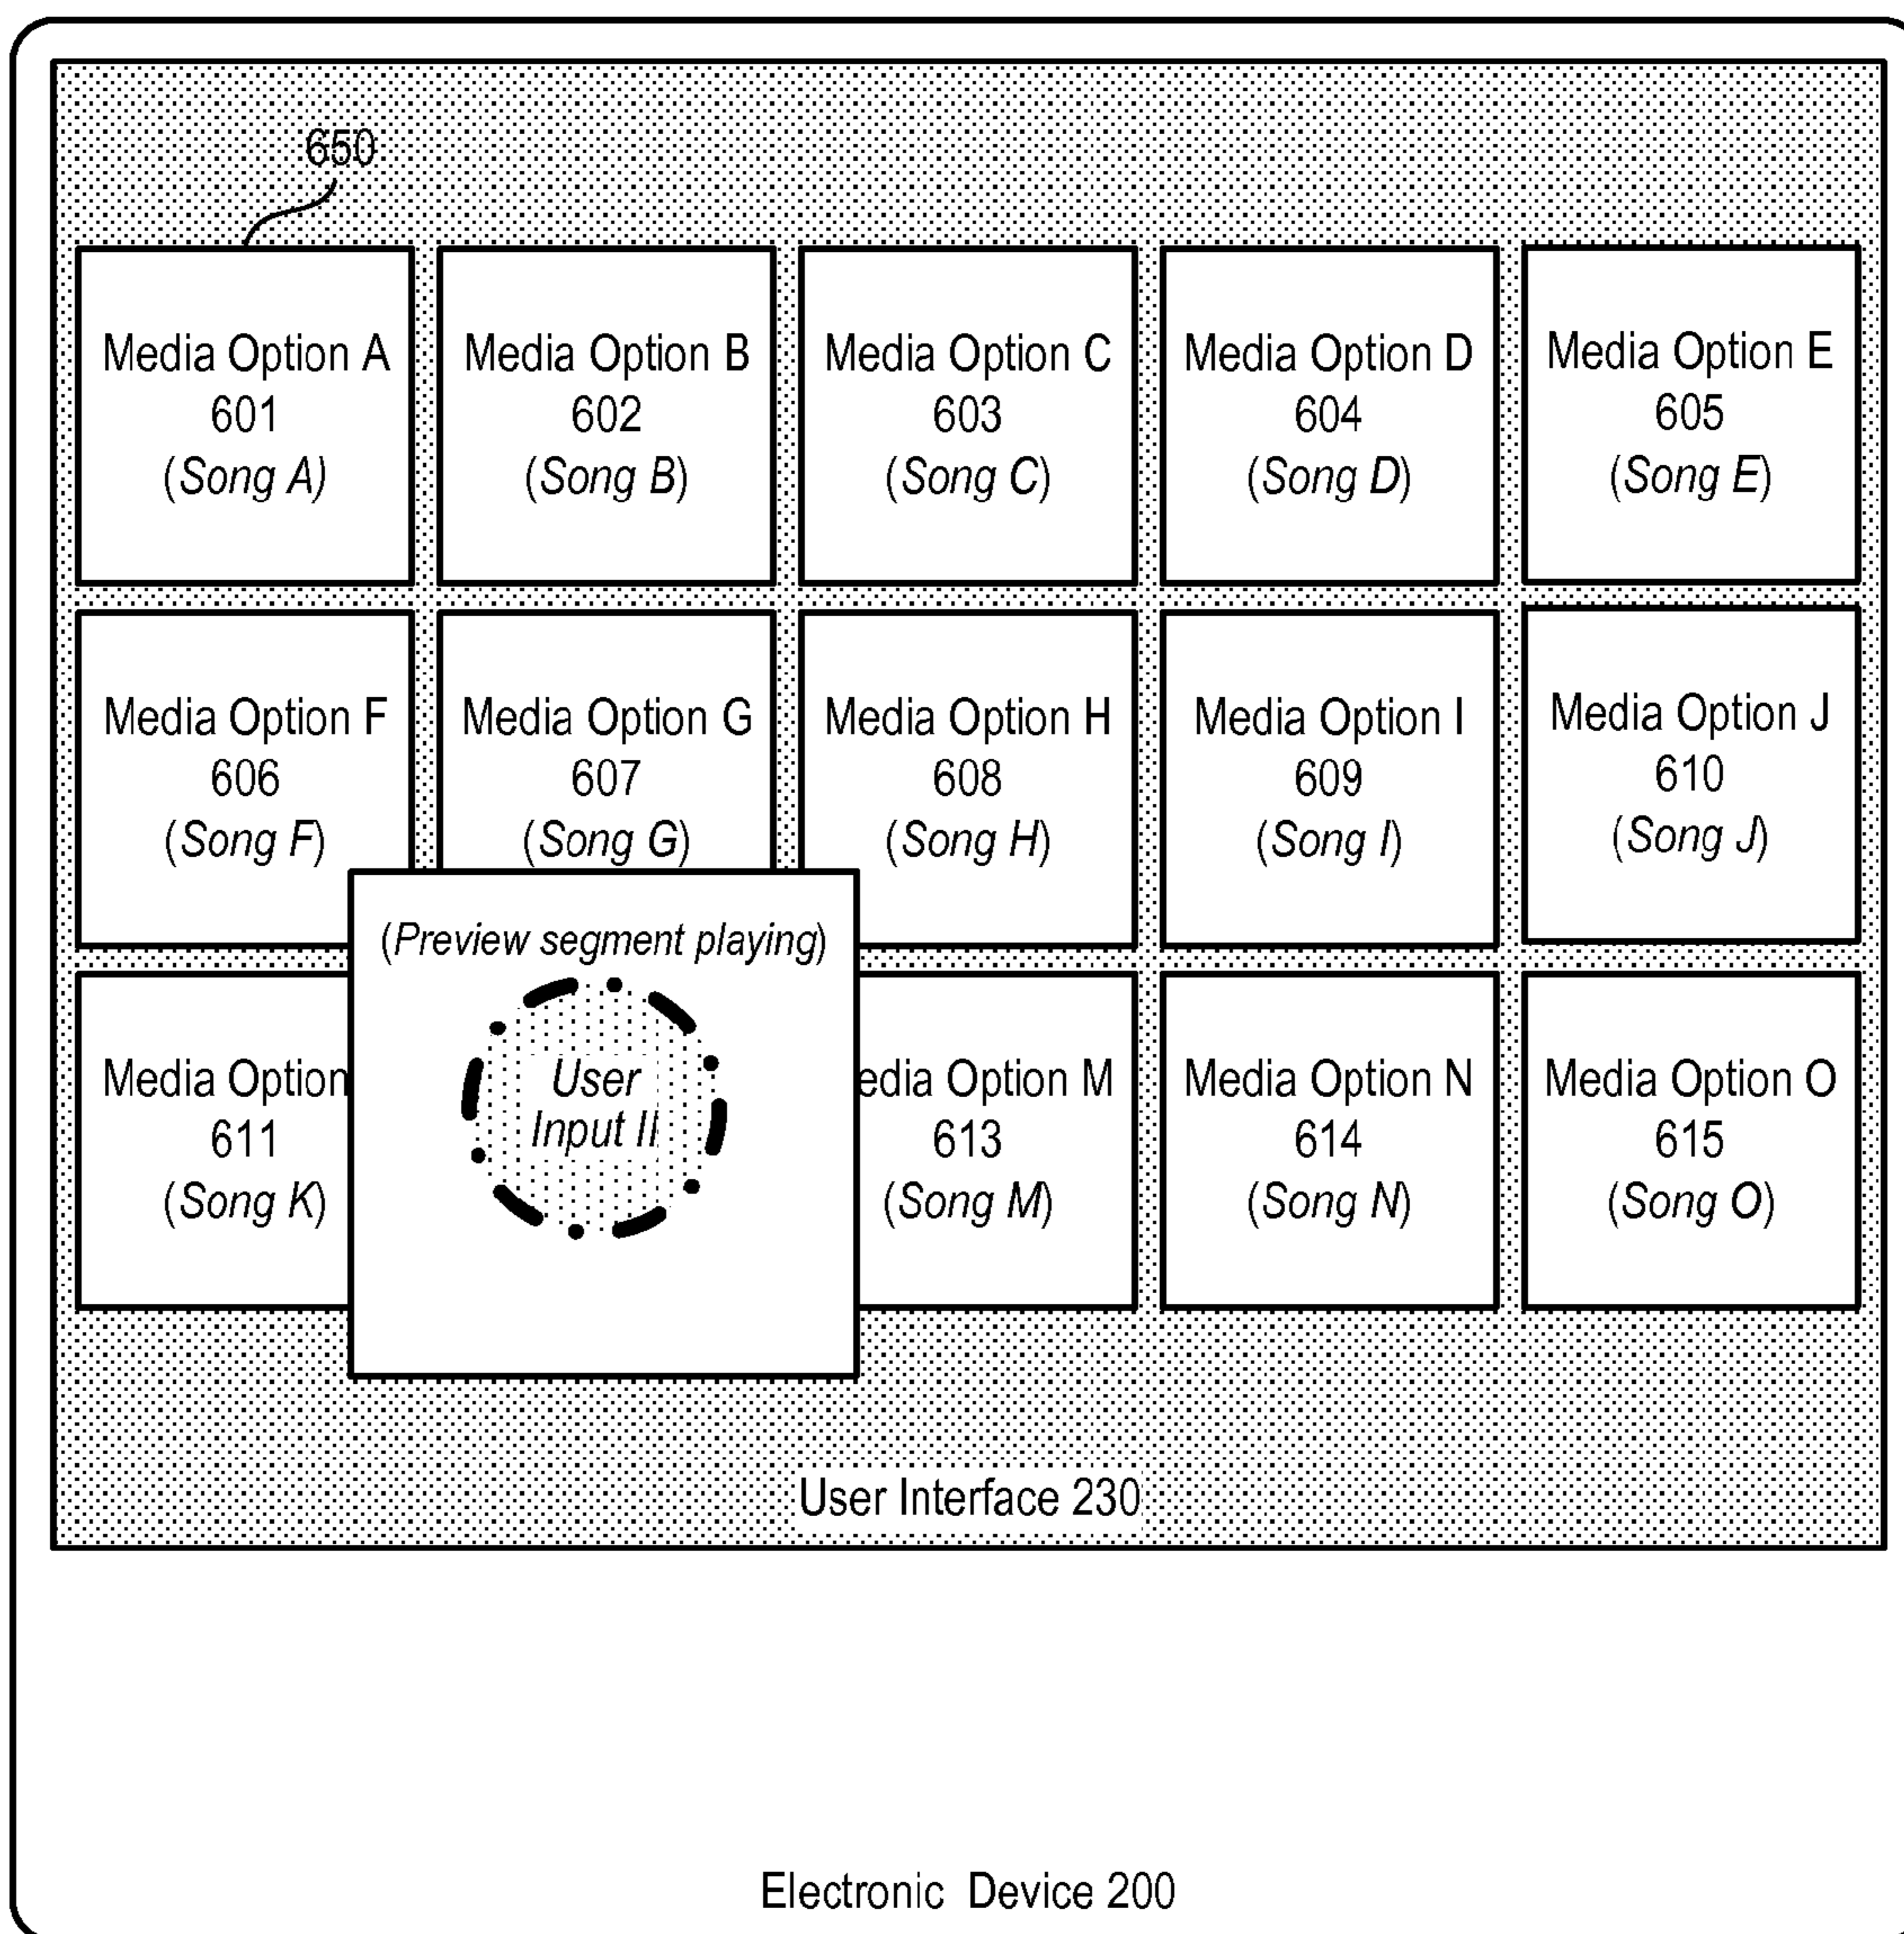 650
Media Option A
601
(Song A)
Media Option B
602
(Song B)
Media Option C
603
(Song C)
Media Option D
604
(Song D)
Media Option E
605
(Song E)
Media Option F
606
(Song F)
Media Option G
607
(Song G)
Media Option H
608
(Song H)
Media Option I
609
(Song I)
Media Option J
610
(Song J)
Media Option
611
(Song K)
(Preview segment playing)
User
Input II
edia Option M
613
(Song M)
Media Option N
614
(Song N)
Media Option O
615
(Song O)
User Interface 230
Electronic Device 200